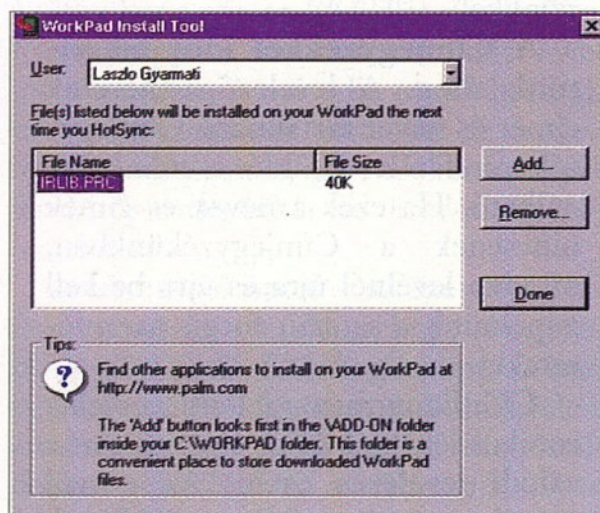 WorkPad Install Tool
User: Laszlo Gyarmati
File(s) listed below will be installed on your WorkPad the next
time you HotSync:
File Name File Size
IRLIB.PRC 40K
Add...
Remove...
Done
Tips:
Find other applications to install on your WorkPad at
http://www.palm.com
The 'Add' button looks first in the \ADD-ON folder
inside your C:\WORKPAD folder. This folder is a
convenient place to store downloaded WorkPad
files.